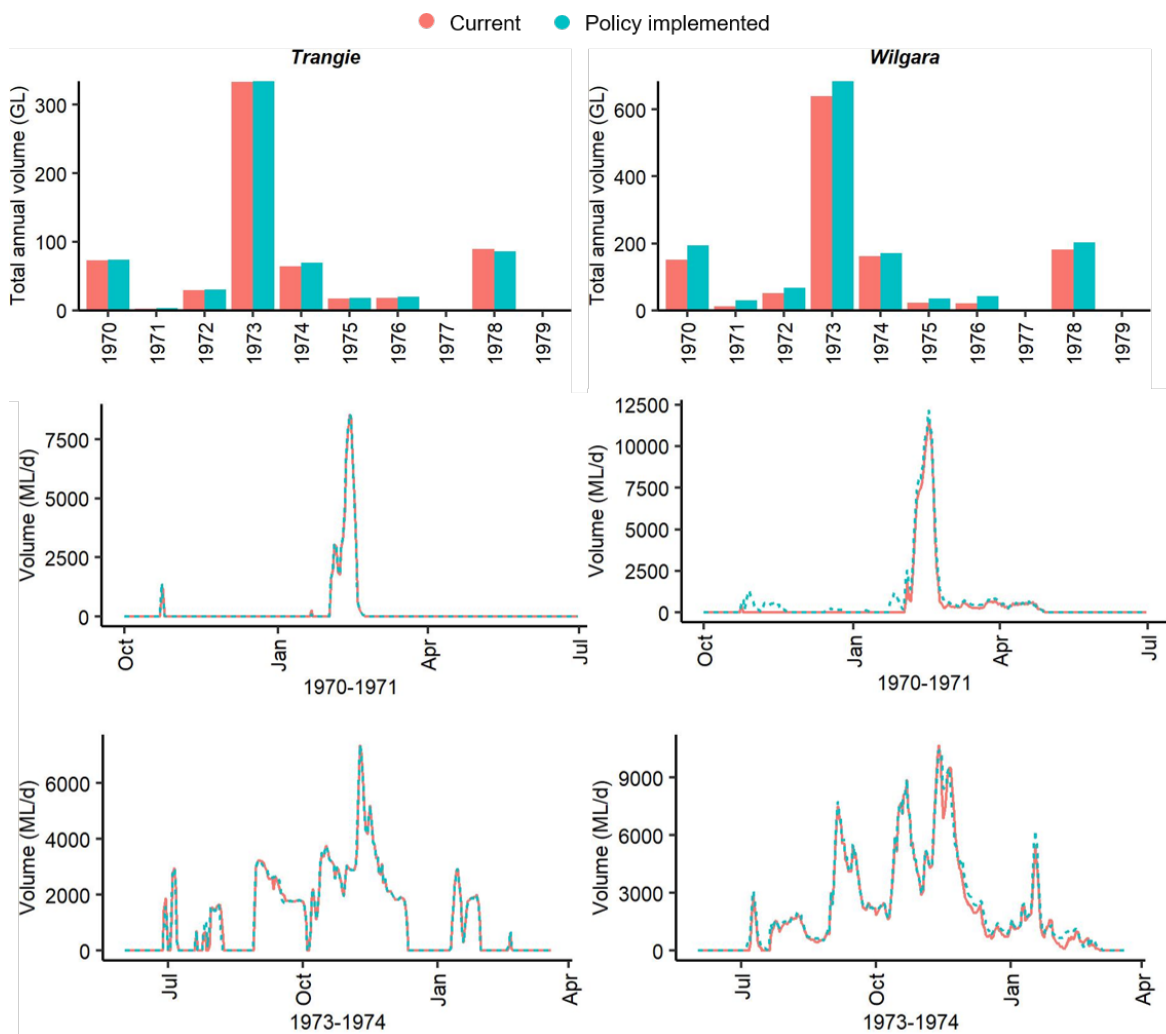 Current Policy implemented
Trangie
Total annual volume (GL)
300
200
100
0
1970 1971 1972 1973 1974 1975 1976 1977 1978 1979
Wilgara
Total annual volume (GL)
600
400
200
0
1970 1971 1972 1973 1974 1975 1976 1977 1978 1979
Volume (ML/d)
7500
5000
2500
0
Oct Jan Apr Jul
1970-1971
Volume (ML/d)
12500
10000
7500
5000
2500
0
Oct Jan Apr Jul
1970-1971
Volume (ML/d)
6000
4000
2000
0
Jul Oct Jan Apr
1973-1974
Volume (ML/d)
9000
6000
3000
0
Jul Oct Jan Apr
1973-1974